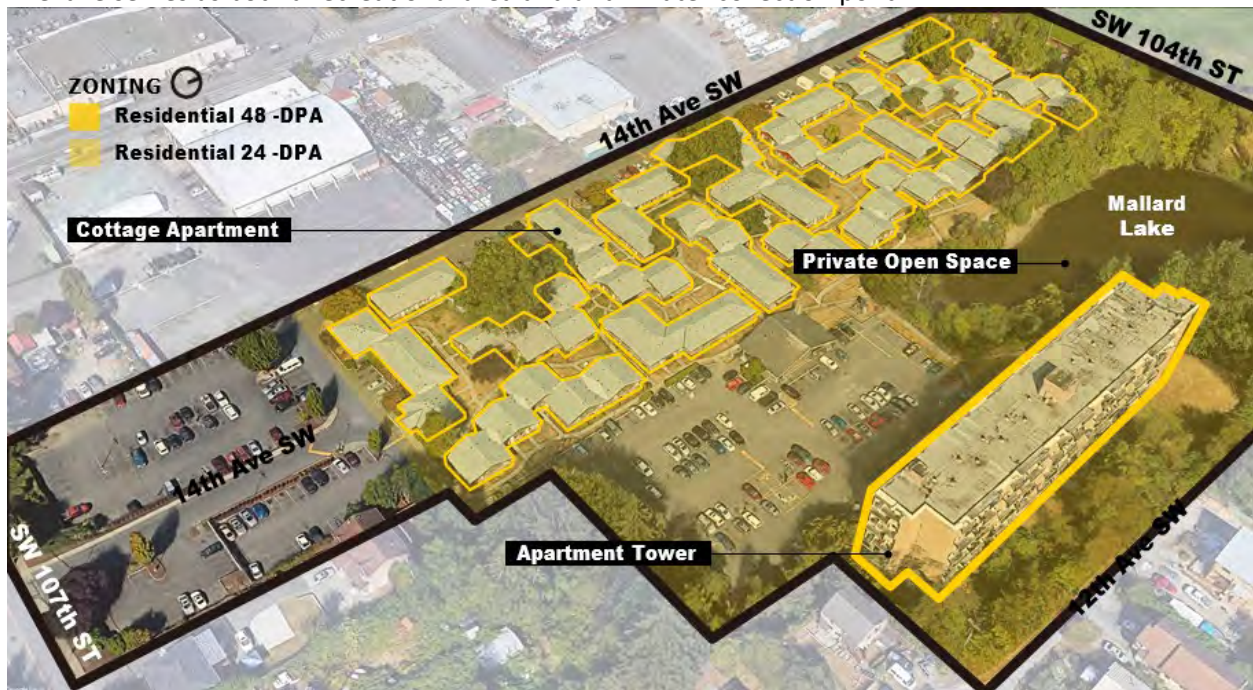 ZONING
Residential 48 -DPA
Residential 24 -DPA
SW 104th ST
14th Ave SW
Cottage Apartment
Mallard
Lake
Private Open Space
14th Ave SW
Apartment Tower
12th Ave SW
SW 107th ST